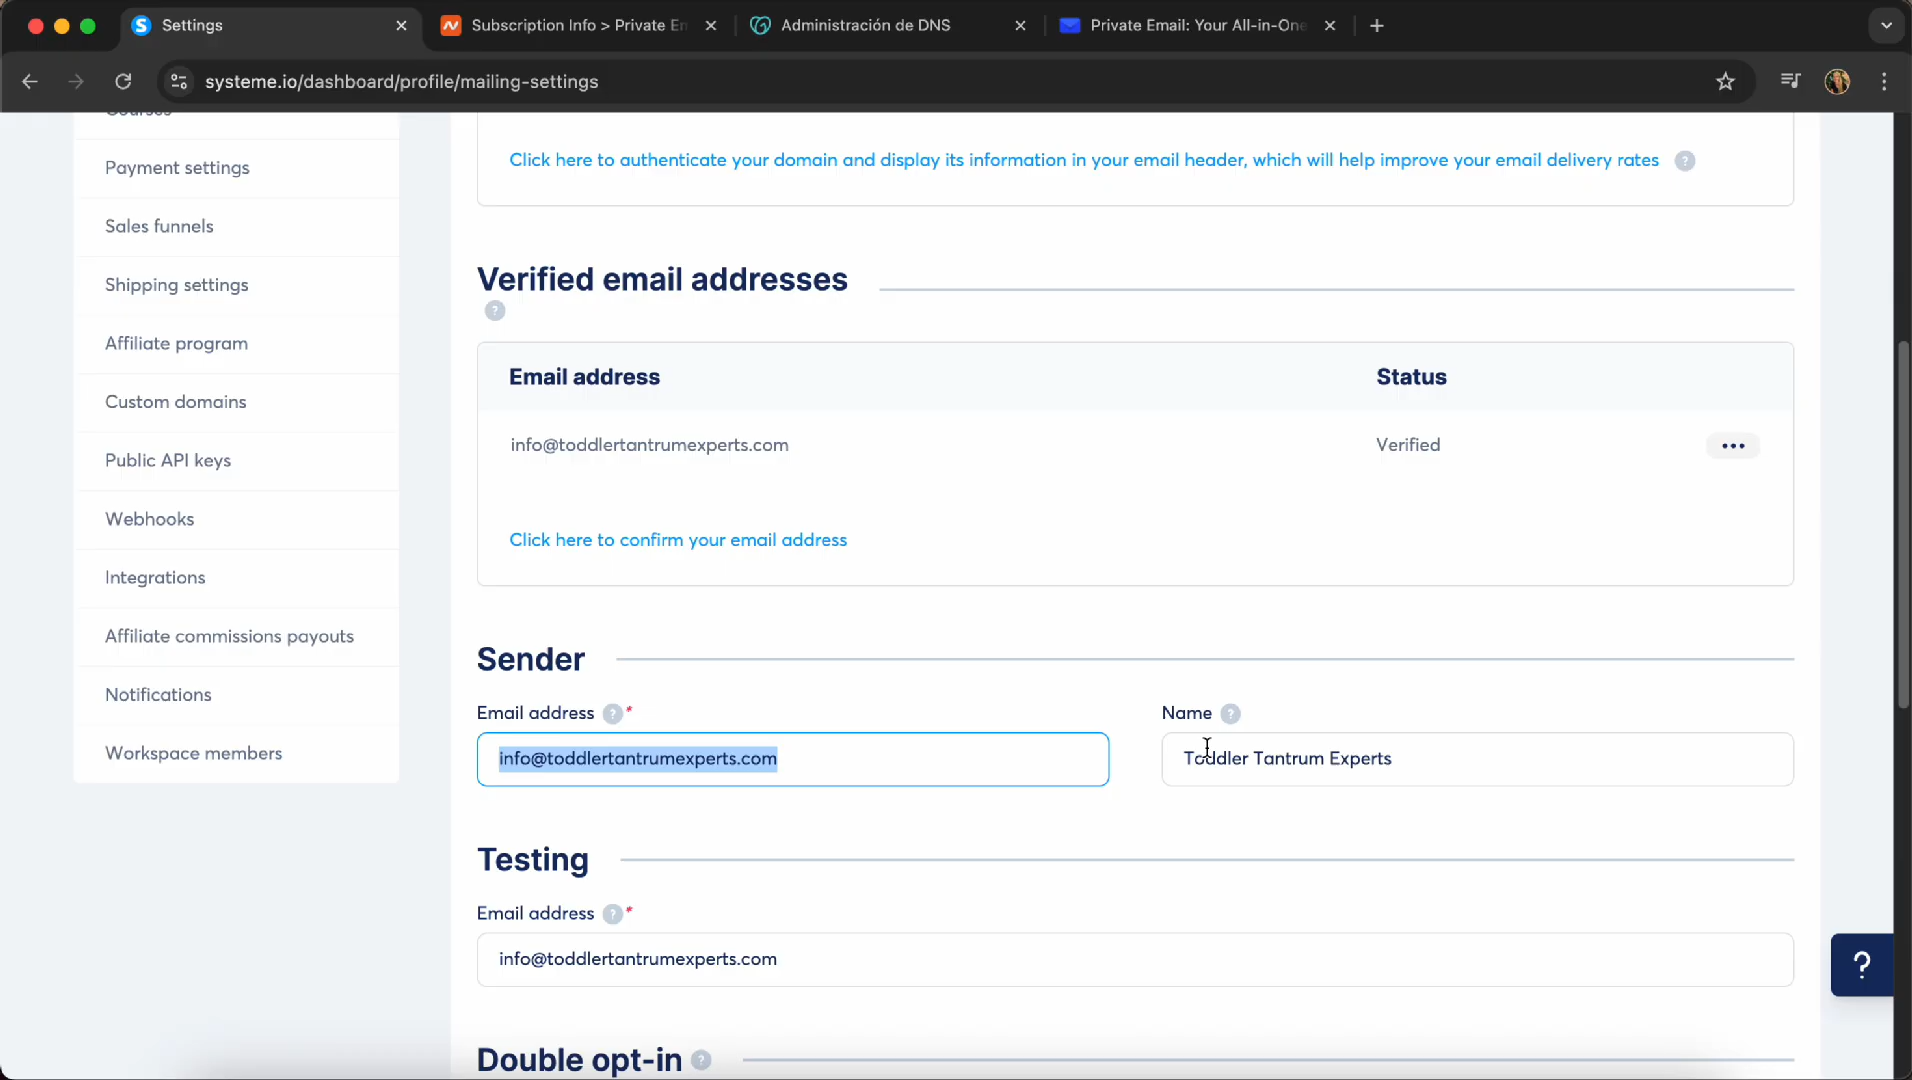 Settings
Subscription Info > Private Em
Administración de DNS
Private Email: Your All-in-One
systeme.io/dashboard/profile/mailing-settings
Courses
Payment settings
Sales funnels
Shipping settings
Affiliate program
Custom domains
Public API keys
Webhooks
Integrations
Affiliate commissions payouts
Notifications
Workspace members
Click here to authenticate your domain and display its information in your email header, which will help improve your email delivery rates ?
Verified email addresses
?
Email address Status
info@toddlertantrumexperts.com Verified
Click here to confirm your email address
Sender
Email address ? * Name ?
info@toddlertantrumexperts.com Toddler Tantrum Experts
Testing
Email address ? *
info@toddlertantrumexperts.com
?
Double opt-in ?